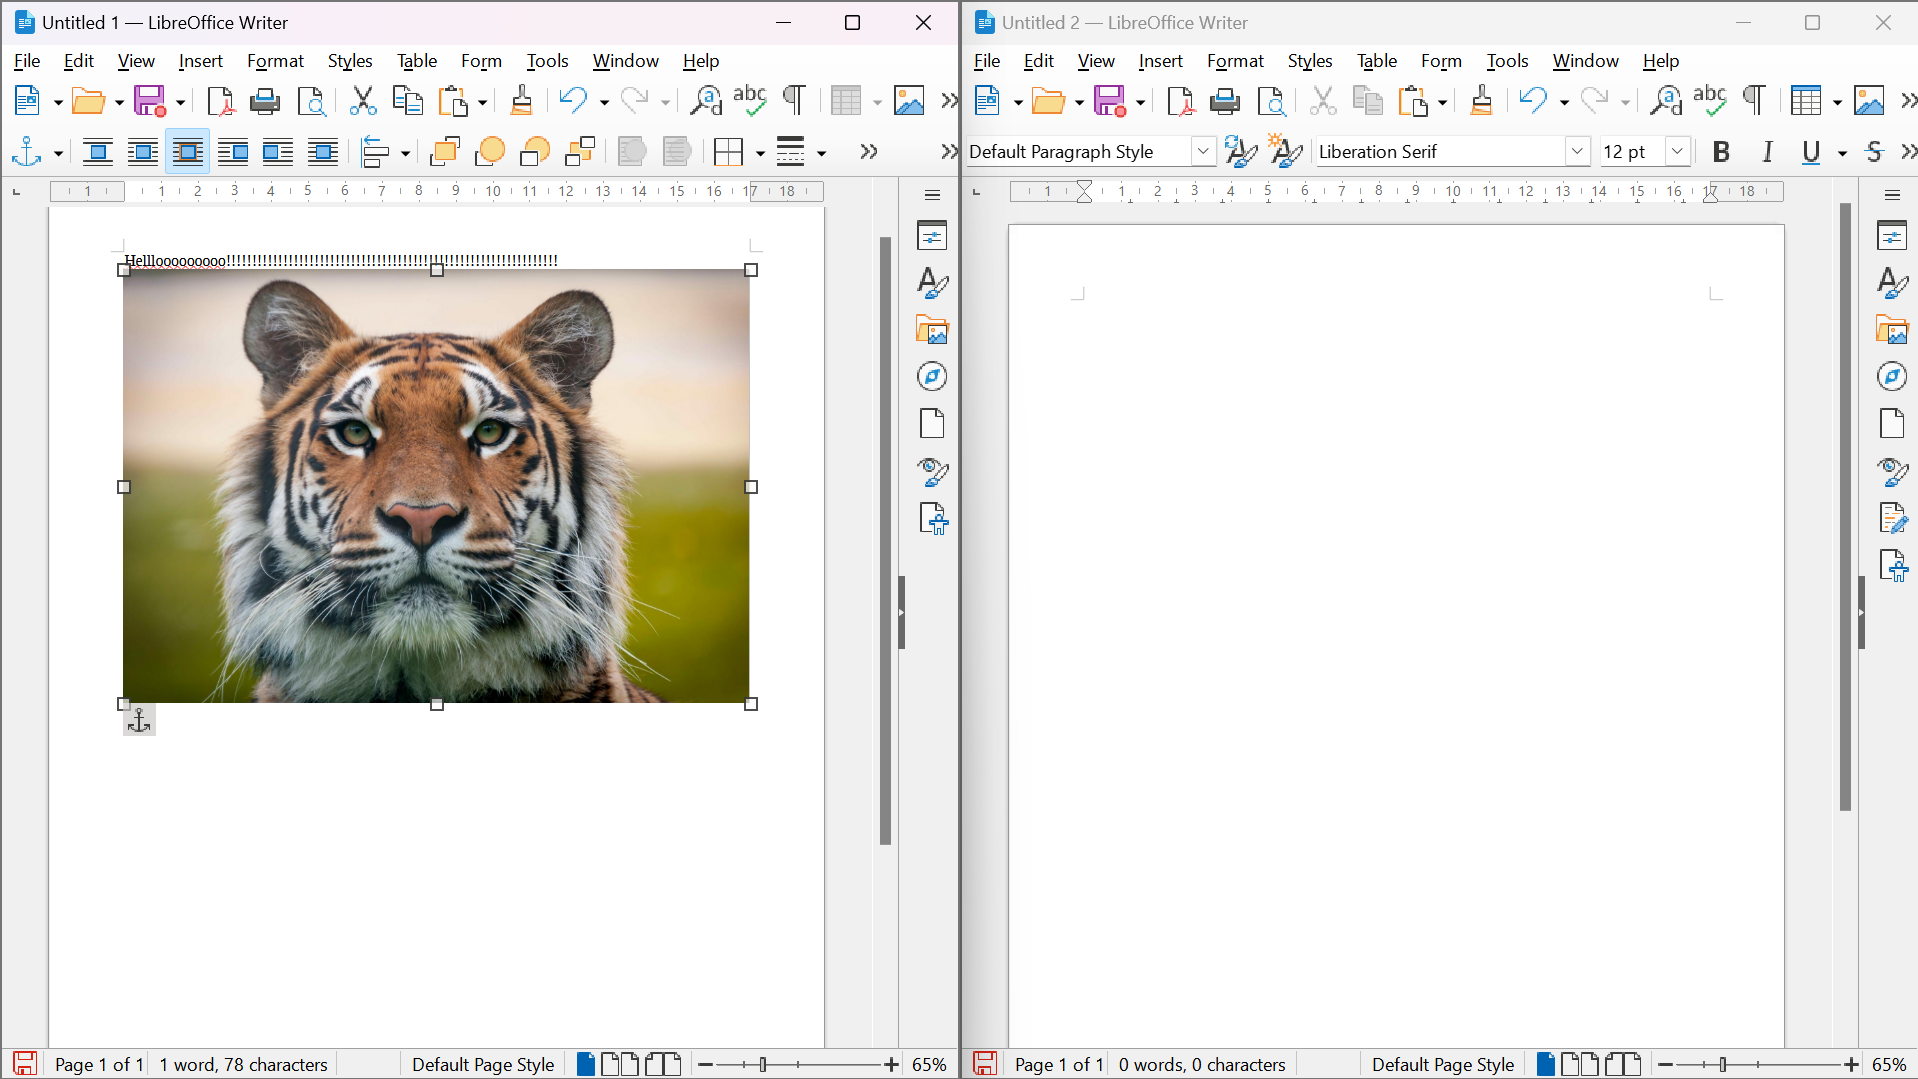 Untitled 1 — LibreOffice Writer
File Edit View Insert Format Styles Table Form Tools Window Help
abc
1 1 2 3 4 5 6 7 8 9 10 11 12 13 14 15 16 17 18
Hellloooooooooo!!!!!!!!!!!!!!!!!!!!!!!!!!!!!!!!!!!!!!!!!!!!!!!!!!!!!!!!!!!!!!!!
Page 1 of 1 1 word, 78 characters Default Page Style 65%
Untitled 2 — LibreOffice Writer
File Edit View Insert Format Styles Table Form Tools Window Help
abc
Default Paragraph Style Liberation Serif 12 pt B I U S
1 1 2 3 4 5 6 7 8 9 10 11 12 13 14 15 16 17 18
Page 1 of 1 0 words, 0 characters Default Page Style 65%